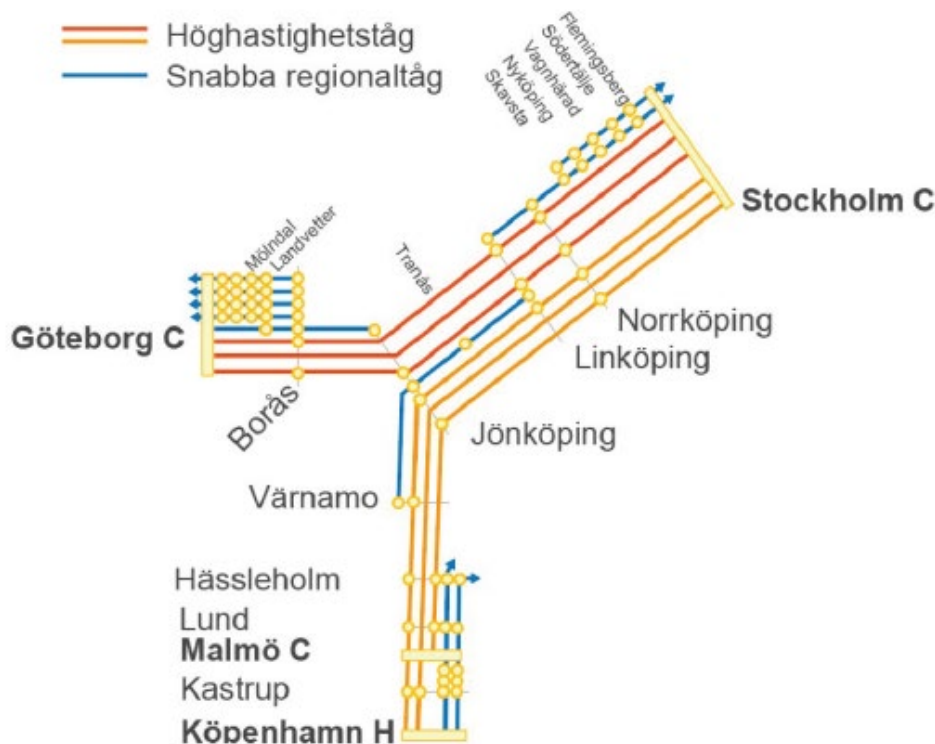 Höghastighetståg
Snabba regionaltåg
Flemingsberg
Södertälje
Vagnhärad
Nyköping
Skavsta
Stockholm C
Mölndal
Landvetter
Tranås
Göteborg C
Norrköping
Linköping
Borås
Jönköping
Värnamo
Hässleholm
Lund
Malmö C
Kastrup
Köpenhamn H